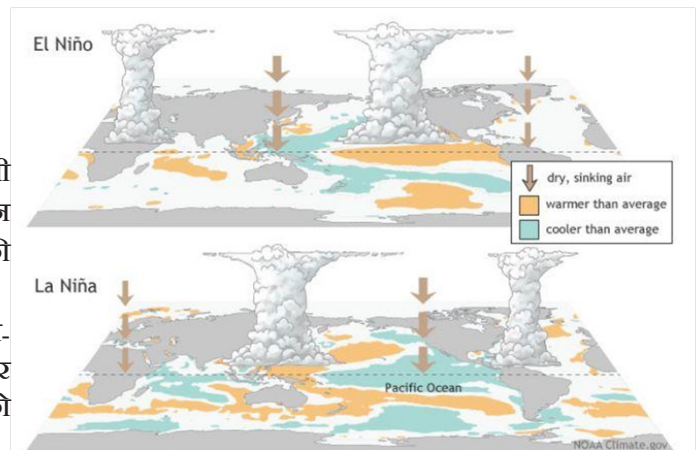 El Niño
ी
न
ो
dry, sinking air
warmer than average
cooler than average
La Niña
-
र
ो
Pacific Ocean
NOAA Climate.gov